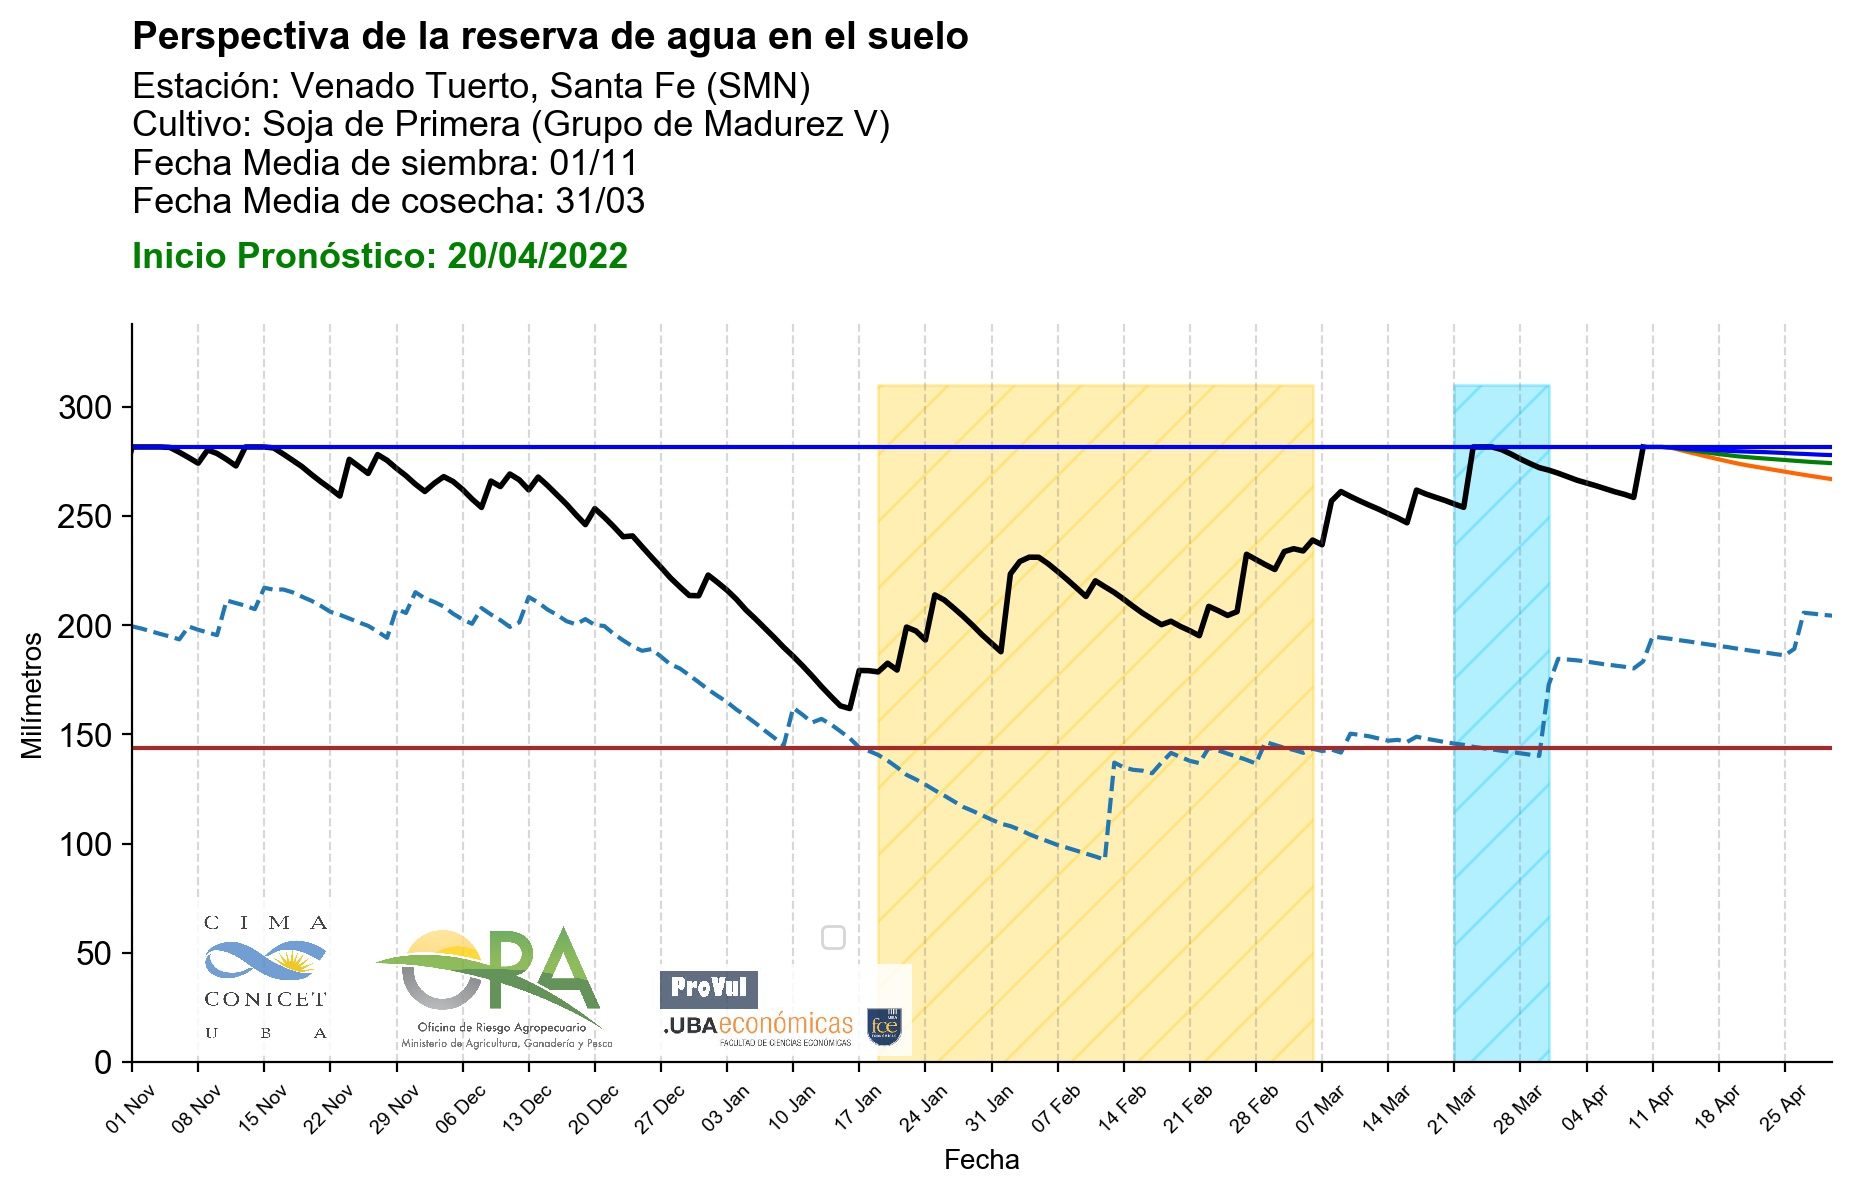 Perspectiva de la reserva de agua en el suelo
Estación: Venado Tuerto, Santa Fe (SMN)
Cultivo: Soja de Primera (Grupo de Madurez V)
Fecha Media de siembra: 01/11
Fecha Media de cosecha: 31/03
Inicio Pronóstico: 20/04/2022
Milímetros
300
250
200
150
100
50
0
CIMA
CONICET
UBA
ORA
Oficina de Riesgo Agropecuario
Ministerio de Agricultura, Ganadería y Pesca
ProVul
.UBAeconómicas
FACULTAD DE CIENCIAS ECONÓMICAS
fce
01 Nov
08 Nov
15 Nov
22 Nov
29 Nov
06 Dec
13 Dec
20 Dec
27 Dec
03 Jan
10 Jan
17 Jan
24 Jan
31 Jan
07 Feb
14 Feb
21 Feb
28 Feb
07 Mar
14 Mar
21 Mar
28 Mar
04 Apr
11 Apr
18 Apr
25 Apr
Fecha